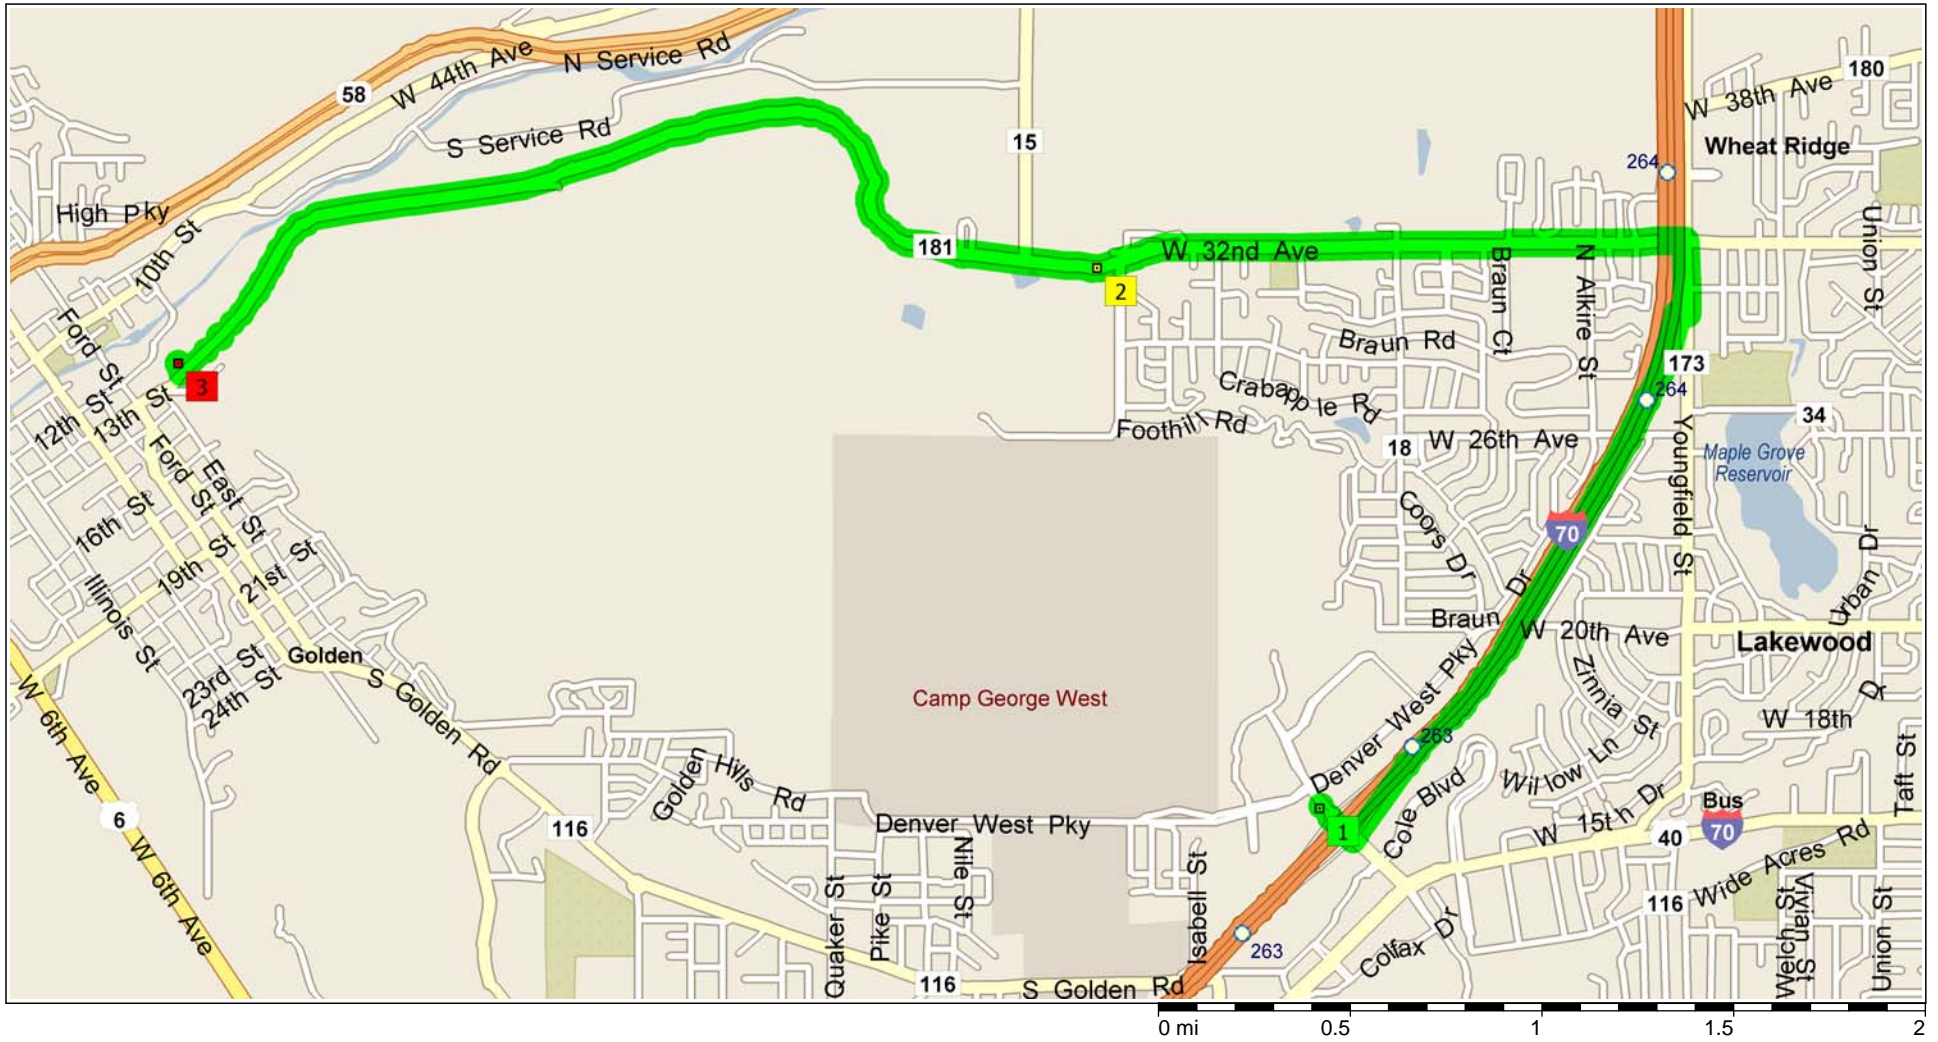 N Service Rd
W 44th Ave
58
S Service Rd
15
180
W 38th Ave
Wheat Ridge
264
High Pky
10th St
181
W 32nd Ave
Union St
2
Braun Ct
N Alkire St
Ford St
Braun Rd
173
3
Crabapple Rd
264
12th St
13th St
Foothill Rd
18
W 26th Ave
34
Youngfield St
Maple Grove
Reservoir
Ford St
East St
16th St
Coors Dr
70
St
19th St
21st St
Illinois St
Braun Dr
W 20th Ave
Urban Dr
Lakewood
Golden
23rd St
24th St
S Golden Rd
W 6th Ave
Camp George West
Denver West Pky
Zinnia St
W 18th Dr
263
Willow Ln
Golden Hills Rd
Taft St
6
116
Denver West Pky
1
Cole Blvd
W 15th Dr
Bus
70
40
Wide Acres Rd
W 6th Ave
Nile St
Quaker St
Pike St
Isabell St
116
Welch St
Vivian St
Union St
263
Colfax Dr
116
S Golden Rd
0 mi 0.5 1 1.5 2